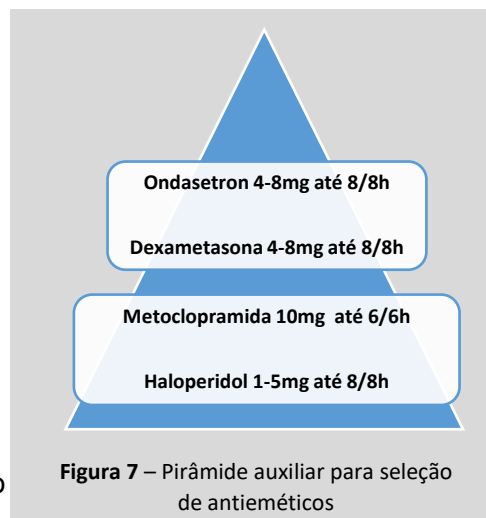 Ondasetron 4-8mg até 8/8h
Dexametasona 4-8mg até 8/8h
Metoclopramida 10mg até 6/6h
Haloperidol 1-5mg até 8/8h
o
Figura 7 – Pirâmide auxiliar para seleção
de antieméticos